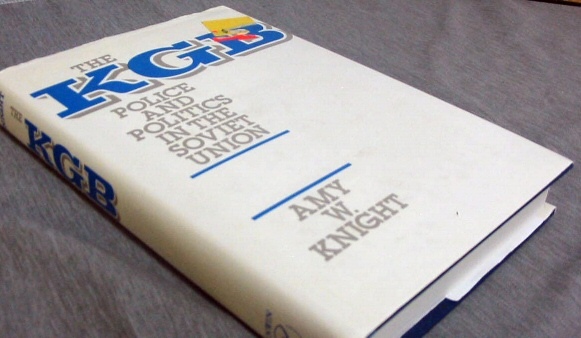 THE
KGB
POLICE
AND
POLITICS
IN THE
SOVIET
UNION
AMY
W.
KNIGHT
THE
KGB